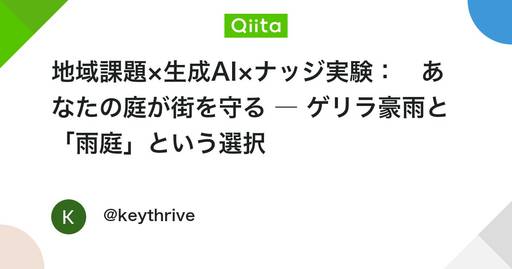 Qiita
地域課題×生成AI×ナッジ実験：　あ
なたの庭が街を守る ― ゲリラ豪雨と
「雨庭」という選択
K
@keythrive